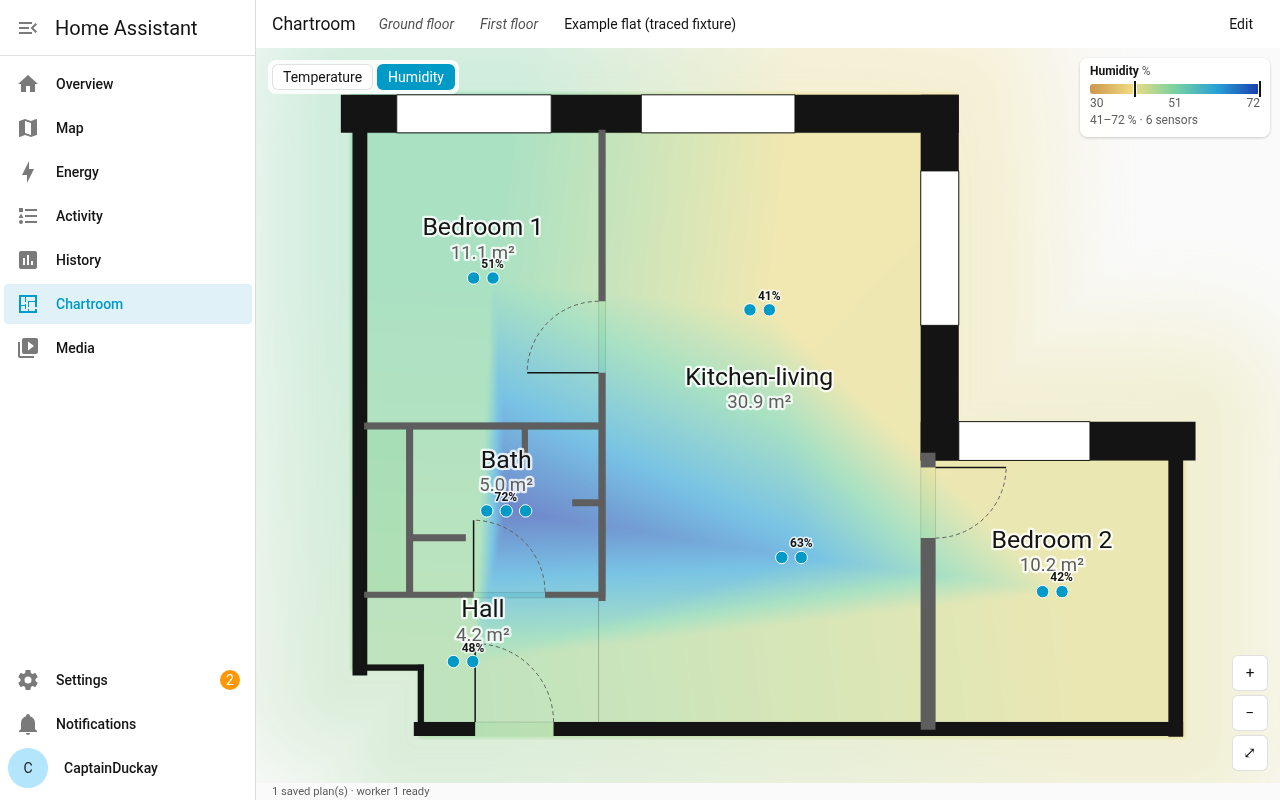 Home Assistant
Overview
Map
Energy
Activity
History
Chartroom
Media
Settings
2
Notifications
C
CaptainDuckay
Chartroom
Ground floor
First floor
Example flat (traced fixture)
Edit
Temperature
Humidity
Humidity %
30
51
72
41–72 % · 6 sensors
Bedroom 1
11.1 m²
51%
41%
Kitchen-living
30.9 m²
Bath
5.0 m²
72%
63%
Bedroom 2
10.2 m²
42%
Hall
4.2 m²
48%
+
−
⤢
1 saved plan(s) · worker 1 ready